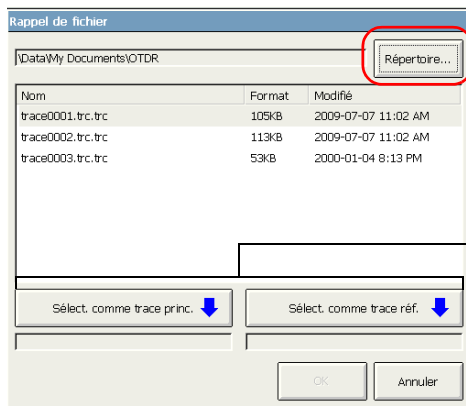 Rappel de fichier
\Data\My Documents\OTDR
Répertoire...
Nom Format Modifié
trace0001.trc.trc 105KB 2009-07-07 11:02 AM
trace0002.trc.trc 113KB 2009-07-07 11:02 AM
trace0003.trc.trc 53KB 2000-01-04 8:13 PM
Sélect. comme trace princ. Sélect. comme trace réf.
OK Annuler